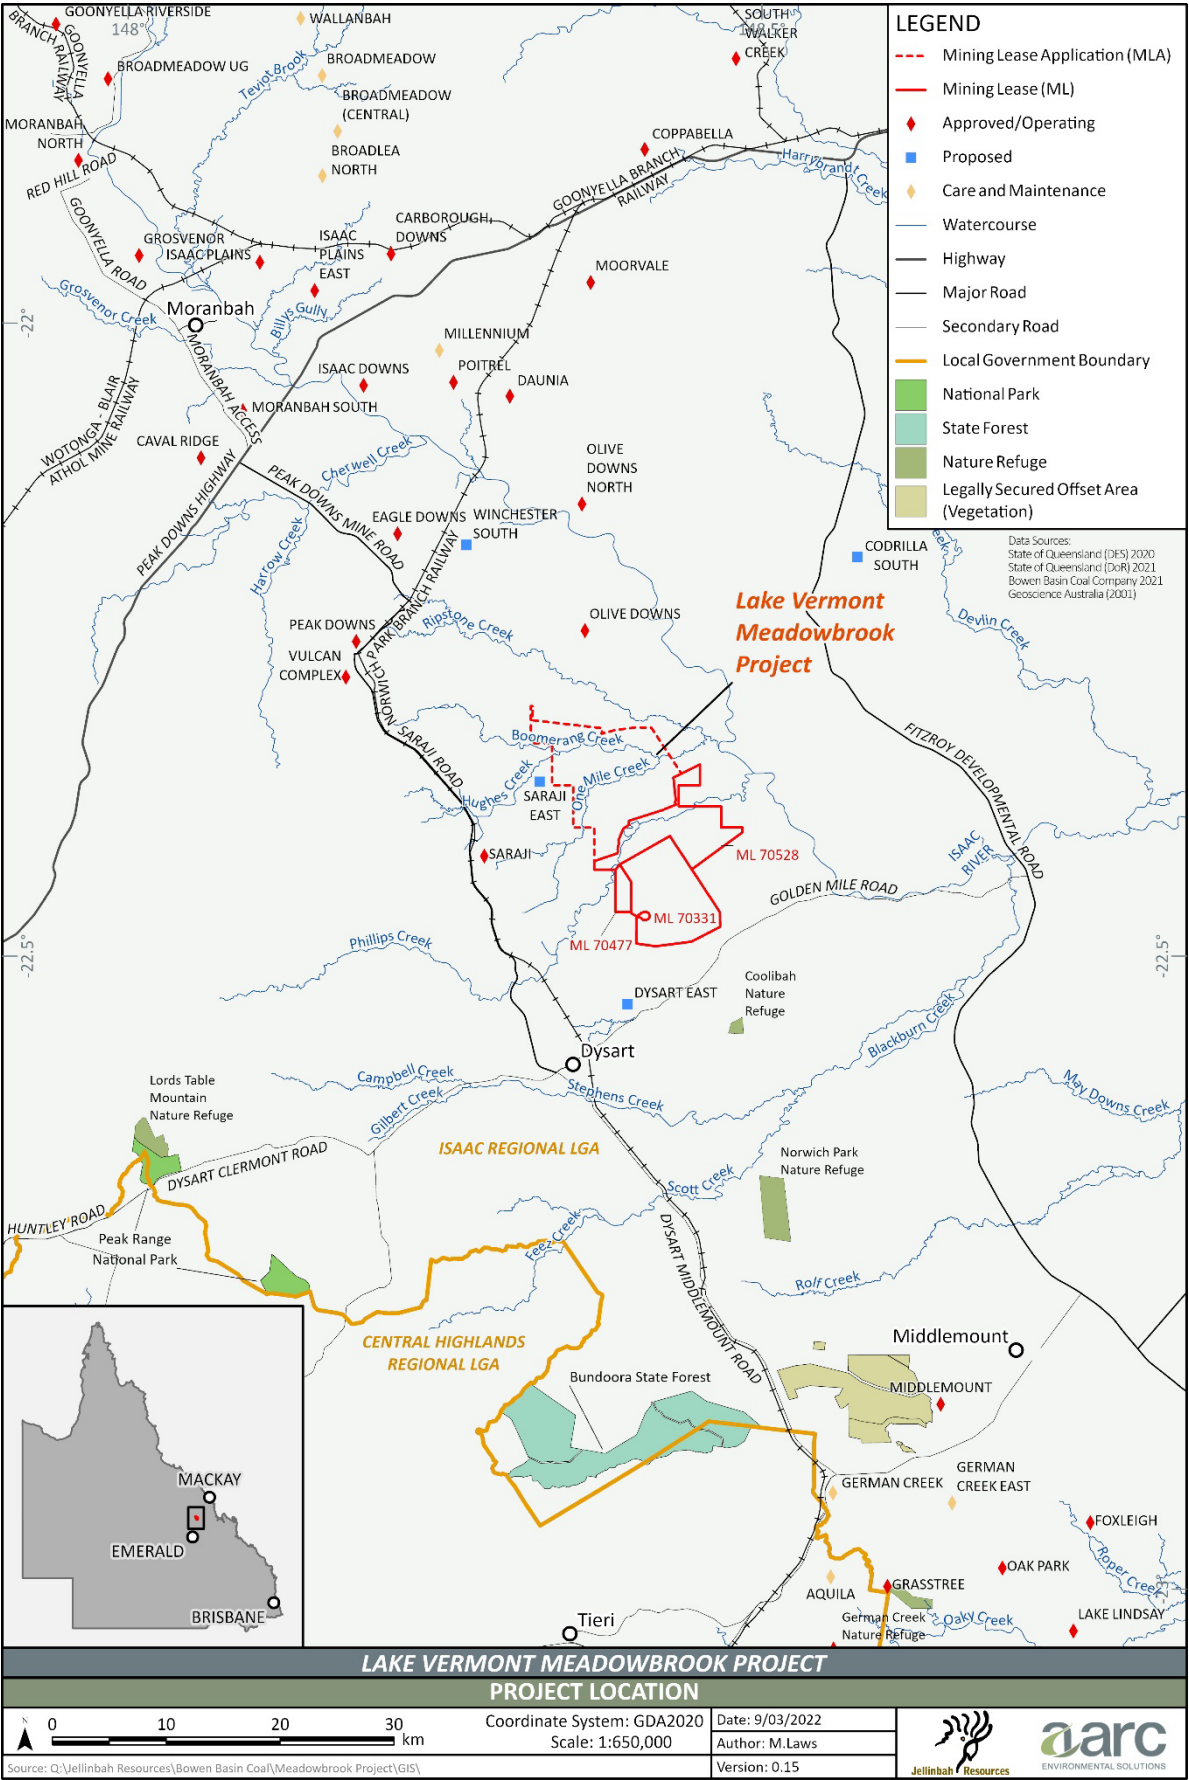 GOONYELLA RIVERSIDE
BRANCH RAILWAY
GOONYELLA
148°
WALLANBAH
SOUTH
WALKER
CREEK
148.5°
BROADMEADOW UG
Teviot Brook
BROADMEADOW
BROADMEADOW
(CENTRAL)
MORANBAH
NORTH
BROADLEA
NORTH
COPPABELLA
RED HILL ROAD
GOONYELLA BRANCH
RAILWAY
Harrybrandt Creek
GOONYELLA ROAD
GROSVENOR
ISAAC PLAINS
ISAAC
PLAINS
EAST
CARBOROUGH
DOWNS
MOORVALE
Grosvenor Creek
Moranbah
Billys Gully
-22°
MILLENNIUM
POITREL
DAUNIA
ISAAC DOWNS
MORANBAH ACCESS
MORANBAH SOUTH
WOTONGA - BLAIR
ATHOL MINE RAILWAY
CAVAL RIDGE
Cherwell Creek
PEAK DOWNS HIGHWAY
PEAK DOWNS MINE ROAD
OLIVE
DOWNS
NORTH
EAGLE DOWNS
WINCHESTER
SOUTH
Harrow Creek
CODRILLA
SOUTH
eek
Lake Vermont
Meadowbrook
Project
Devlin Creek
OLIVE DOWNS
Ripstone Creek
PEAK DOWNS
VULCAN
COMPLEX
NORWICH PARK BRANCH RAILWAY
SARAJI ROAD
Boomerang Creek
Hughes Creek
One Mile Creek
SARAJI
EAST
SARAJI
FITZROY DEVELOPMENTAL ROAD
ISAAC
RIVER
ML 70528
GOLDEN MILE ROAD
ML 70331
ML 70477
Phillips Creek
-22.5°
-22.5°
DYSART EAST
Coolibah
Nature
Refuge
Blackburn Creek
Dysart
Campbell Creek
Gilbert Creek
Stephens Creek
May Downs Creek
Lords Table
Mountain
Nature Refuge
ISAAC REGIONAL LGA
DYSART CLERMONT ROAD
Norwich Park
Nature Refuge
Scott Creek
HUNTLEY ROAD
Peak Range
National Park
Feez Creek
DYSART MIDDLEMOUNT ROAD
Rolf Creek
CENTRAL HIGHLANDS
REGIONAL LGA
Middlemount
Bundoora State Forest
MIDDLEMOUNT
GERMAN CREEK
GERMAN
CREEK EAST
FOXLEIGH
Roper Creek
OAK PARK
-23°
AQUILA
GRASSTREE
German Creek
Nature Refuge
Oaky Creek
LAKE LINDSAY
Tieri
MACKAY
EMERALD
BRISBANE
LEGEND
Mining Lease Application (MLA)
Mining Lease (ML)
Approved/Operating
Proposed
Care and Maintenance
Watercourse
Highway
Major Road
Secondary Road
Local Government Boundary
National Park
State Forest
Nature Refuge
Legally Secured Offset Area
(Vegetation)
Data Sources:
State of Queensland (DES) 2020
State of Queensland (DoR) 2021
Bowen Basin Coal Company 2021
Geoscience Australia (2001)
LAKE VERMONT MEADOWBROOK PROJECT
PROJECT LOCATION
N
0 10 20 30
km
Coordinate System: GDA2020
Scale: 1:650,000
Date: 9/03/2022
Author: M.Laws
Version: 0.15
Source: Q:\Jellinbah Resources\Bowen Basin Coal\Meadowbrook Project\GIS\
Jellinbah Resources
aarc
ENVIRONMENTAL SOLUTIONS